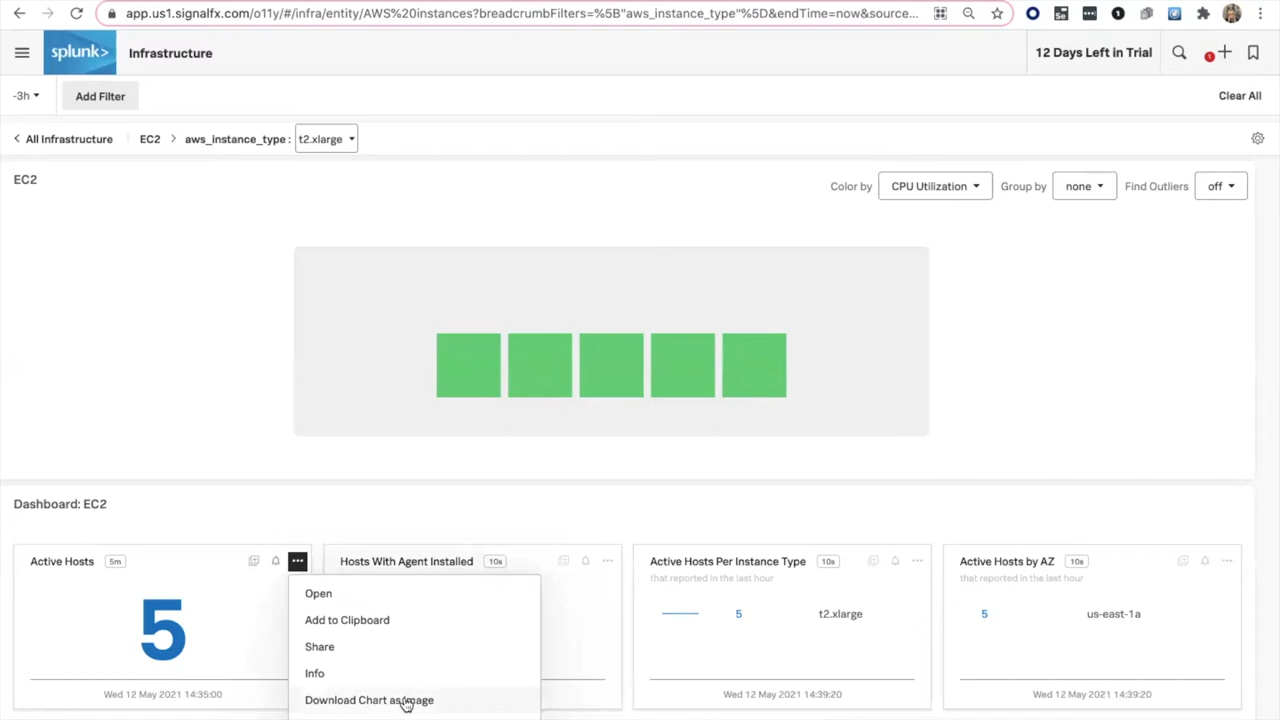 app.us1.signalfx.com/o11y/#/infra/entity/AWS%20instances?breadcrumbFilters=%5B"aws_instance_type"%5D&endTime=now&source...
splunk>
Infrastructure
12 Days Left in Trial
1
-3h
Add Filter
Clear All
All Infrastructure
EC2
aws_instance_type :
t2.xlarge
EC2
Color by
CPU Utilization
Group by
none
Find Outliers
off
Dashboard: EC2
Active Hosts
5m
5
Wed 12 May 2021 14:35:00
Open
Add to Clipboard
Share
Info
Download Chart as Image
Hosts With Agent Installed
10s
Active Hosts Per Instance Type
10s
that reported in the last hour
5
t2.xlarge
Wed 12 May 2021 14:39:20
Active Hosts by AZ
10s
that reported in the last hour
5
us-east-1a
Wed 12 May 2021 14:39:20